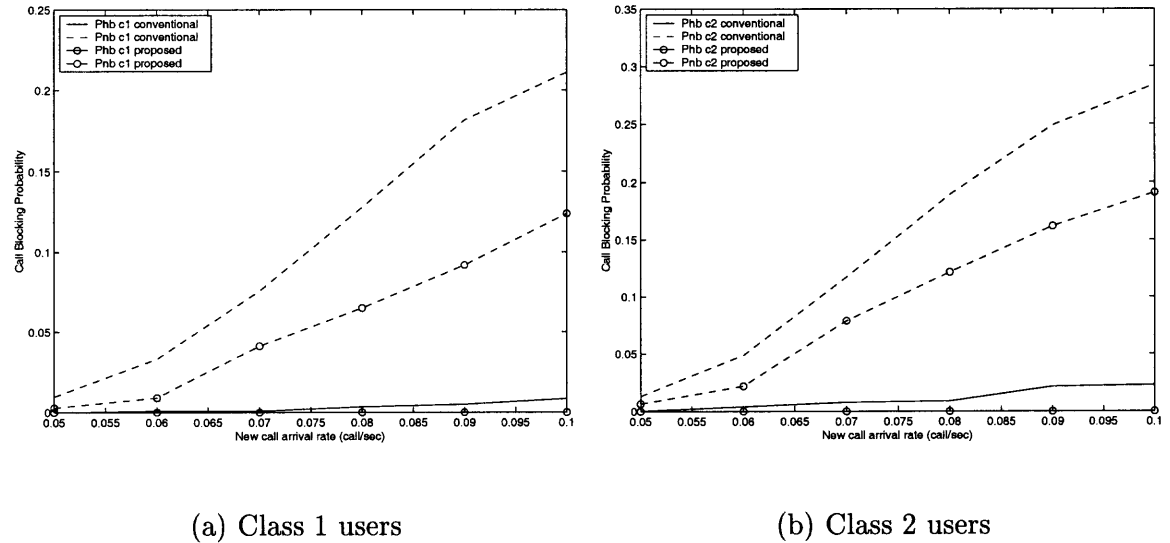 0.25
0.2
0.15
0.1
0.05
0
Call Blocking Probability
Phb c1 conventional
Pnb c1 conventional
Phb c1 proposed
Pnb c1 proposed
0.05 0.055 0.06 0.065 0.07 0.075 0.08 0.085 0.09 0.095 0.1
New call arrival rate (call/sec)
(a) Class 1 users
0.35
0.3
0.25
0.2
0.15
0.1
0.05
0
Call Blocking Probability
Phb c2 conventional
Pnb c2 conventional
Phb c2 proposed
Pnb c2 proposed
0.05 0.055 0.06 0.065 0.07 0.075 0.08 0.085 0.09 0.095 0.1
New call arrival rate (call/sec)
(b) Class 2 users